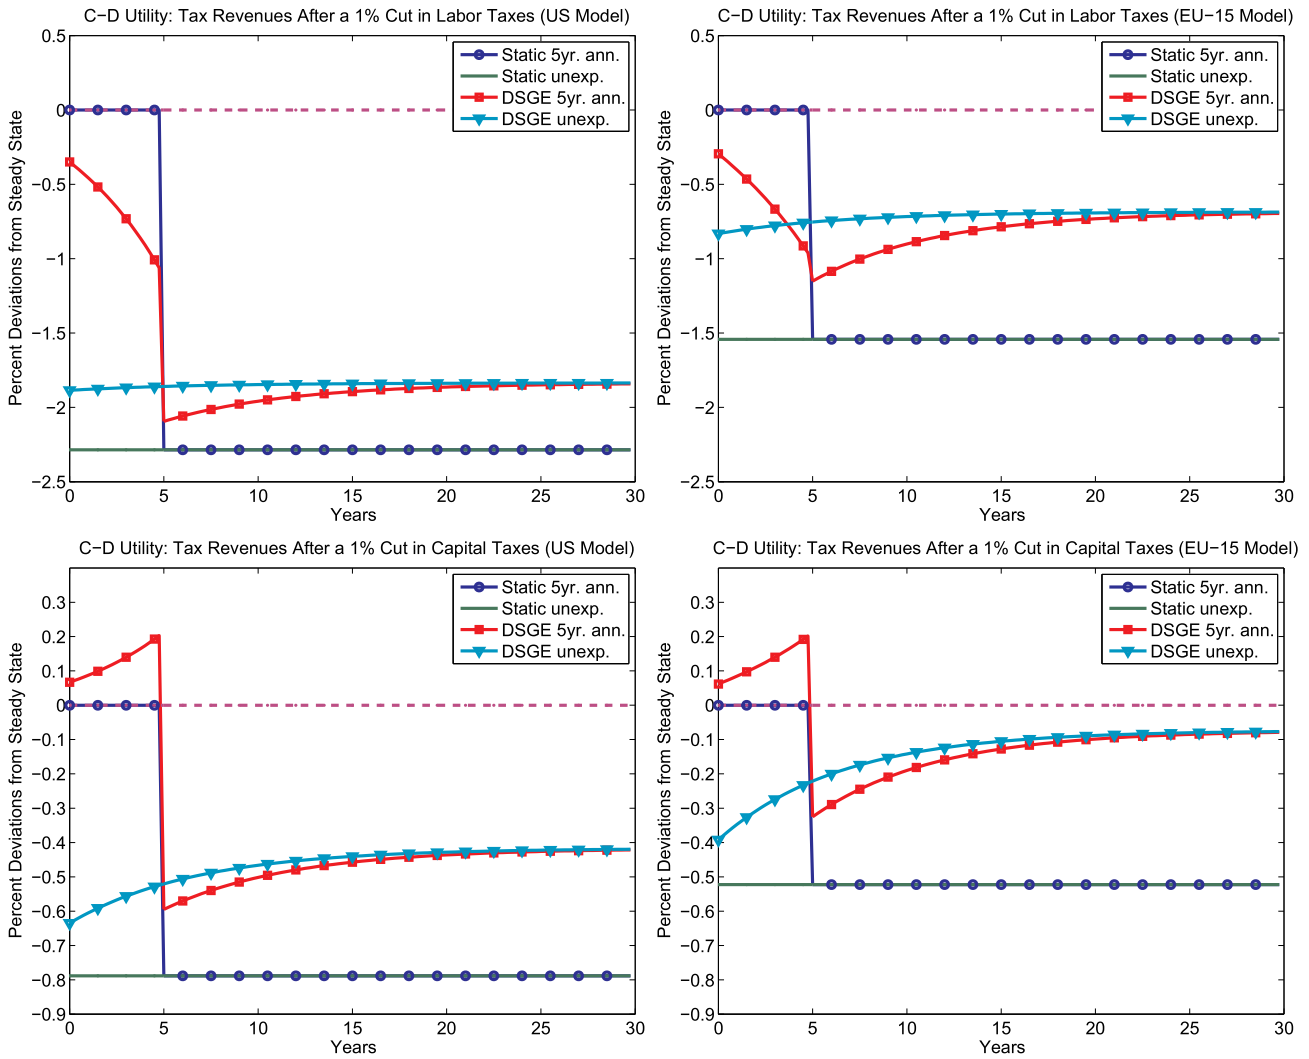 C−D Utility: Tax Revenues After a 1% Cut in Labor Taxes (US Model)
0.5
0
−0.5
−1
−1.5
−2
−2.5
Percent Deviations from Steady State
Static 5yr. ann.
Static unexp.
DSGE 5yr. ann.
DSGE unexp.
0 5 10 15 20 25 30
Years
C−D Utility: Tax Revenues After a 1% Cut in Labor Taxes (EU−15 Model)
0.5
0
−0.5
−1
−1.5
−2
−2.5
Percent Deviations from Steady State
Static 5yr. ann.
Static unexp.
DSGE 5yr. ann.
DSGE unexp.
0 5 10 15 20 25 30
Years
C−D Utility: Tax Revenues After a 1% Cut in Capital Taxes (US Model)
0.3
0.2
0.1
0
−0.1
−0.2
−0.3
−0.4
−0.5
−0.6
−0.7
−0.8
−0.9
Percent Deviations from Steady State
Static 5yr. ann.
Static unexp.
DSGE 5yr. ann.
DSGE unexp.
0 5 10 15 20 25 30
Years
C−D Utility: Tax Revenues After a 1% Cut in Capital Taxes (EU−15 Model)
0.3
0.2
0.1
0
−0.1
−0.2
−0.3
−0.4
−0.5
−0.6
−0.7
−0.8
−0.9
Percent Deviations from Steady State
Static 5yr. ann.
Static unexp.
DSGE 5yr. ann.
DSGE unexp.
0 5 10 15 20 25 30
Years